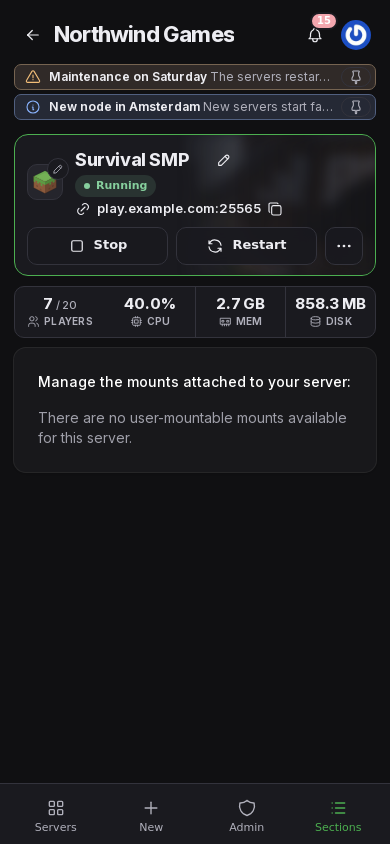 Northwind Games
15
Maintenance on Saturday The servers restar...
New node in Amsterdam New servers start fa...
Survival SMP
Running
play.example.com:25565
Stop
Restart
7 / 20
PLAYERS
40.0%
CPU
2.7 GB
MEM
858.3 MB
DISK
Manage the mounts attached to your server:
There are no user-mountable mounts available
for this server.
Servers
New
Admin
Sections